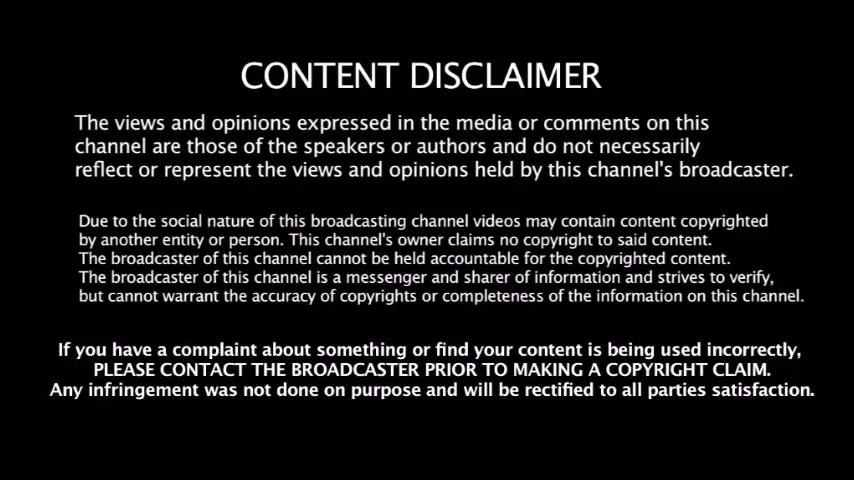 CONTENT DISCLAIMER
The views and opinions expressed in the media or comments on this
channel are those of the speakers or authors and do not necessarily
reflect or represent the views and opinions held by this channel's broadcaster.
Due to the social nature of this broadcasting channel videos may contain content copyrighted
by another entity or person. This channel's owner claims no copyright to said content.
The broadcaster of this channel cannot be held accountable for the copyrighted content.
The broadcaster of this channel is a messenger and sharer of information and strives to verify,
but cannot warrant the accuracy of copyrights or completeness of the information on this channel.
If you have a complaint about something or find your content is being used incorrectly,
PLEASE CONTACT THE BROADCASTER PRIOR TO MAKING A COPYRIGHT CLAIM.
Any infringement was not done on purpose and will be rectified to all parties satisfaction.